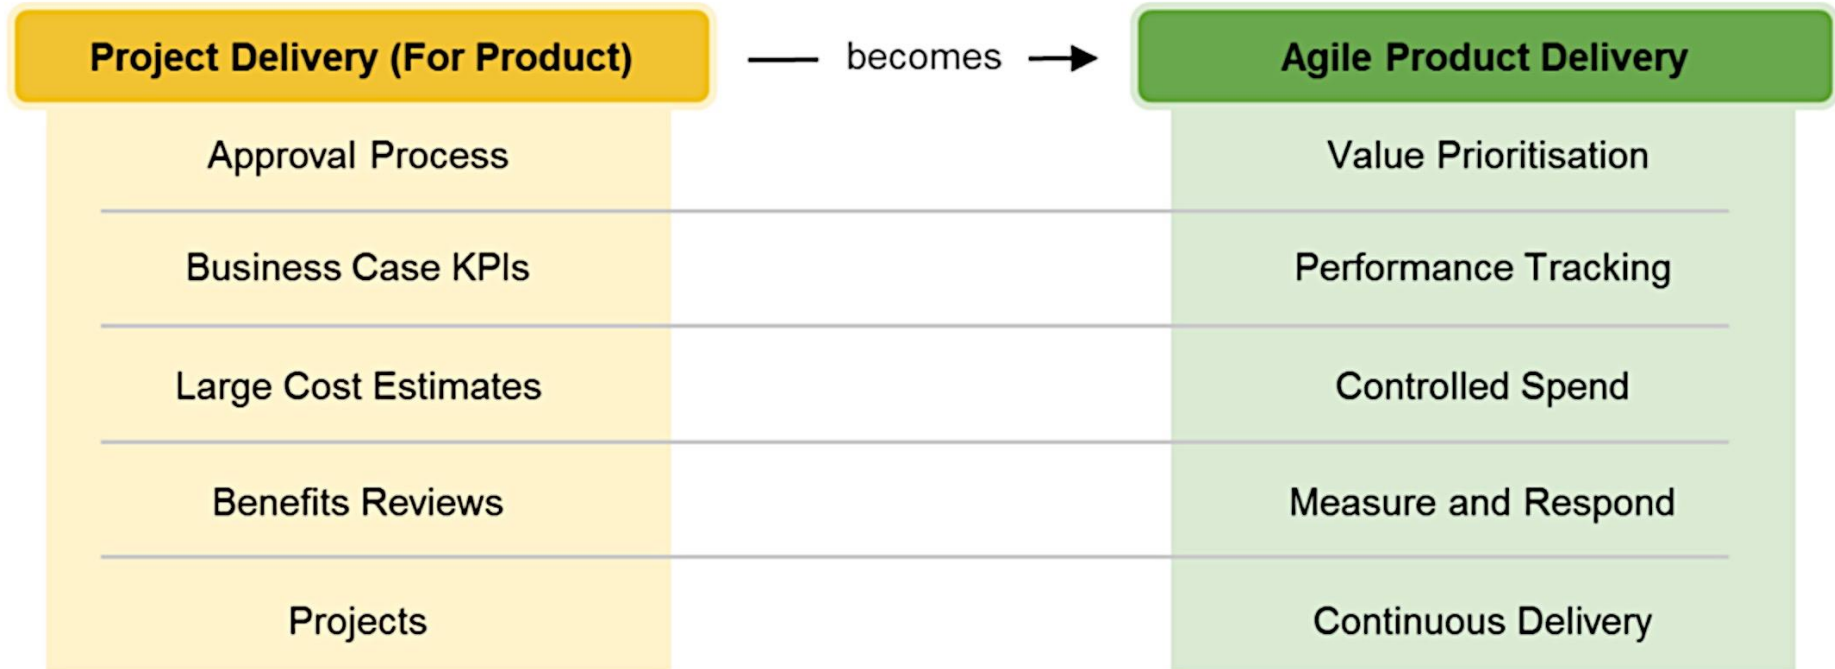 Project Delivery (For Product) becomes Agile Product Delivery
Approval Process Value Prioritisation
Business Case KPIs Performance Tracking
Large Cost Estimates Controlled Spend
Benefits Reviews Measure and Respond
Projects Continuous Delivery